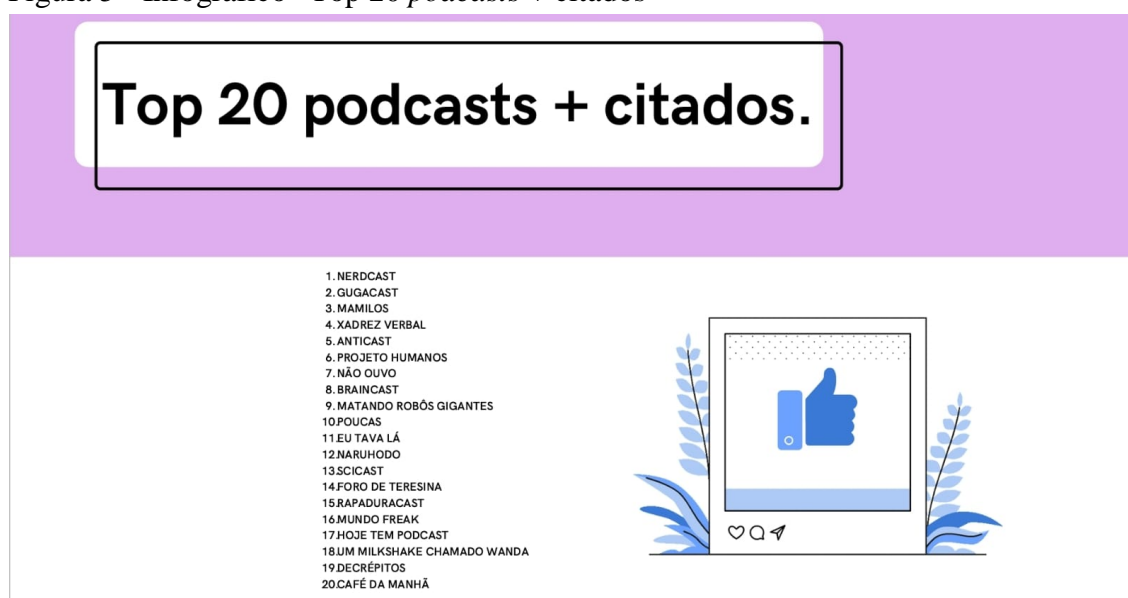 Top 20 podcasts + citados.
1. NERDCAST
2. GUGACAST
3. MAMILOS
4. XADREZ VERBAL
5. ANTICAST
6. PROJETO HUMANOS
7. NÃO OUVO
8. BRAINCAST
9. MATANDO ROBÔS GIGANTES
10.POUCAS
11.EU TAVA LÁ
12.NARUHODO
13.SCICAST
14.FORO DE TERESINA
15.RAPADURACAST
16.MUNDO FREAK
17.HOJE TEM PODCAST
18.UM MILKSHAKE CHAMADO WANDA
19.DECRÉPITOS
20.CAFÉ DA MANHÃ